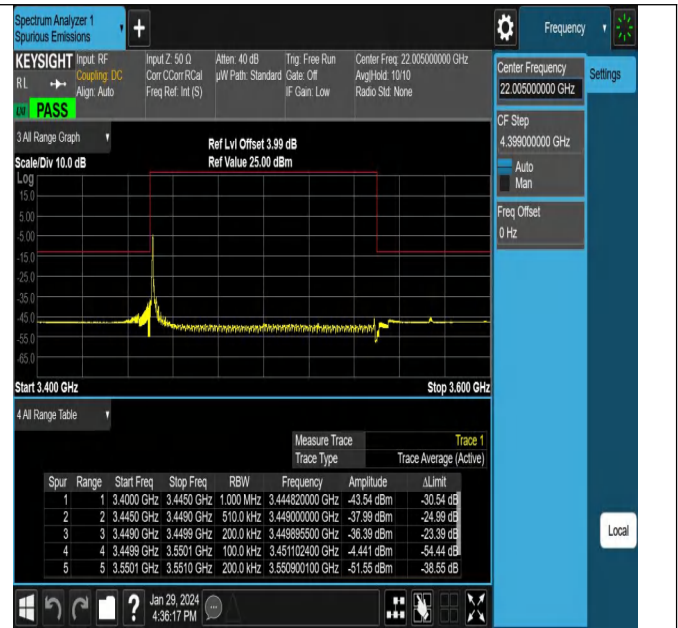 Spectrum Analyzer 1
Spurious Emissions
+
Frequency
KEYSIGHT
RL
Input: RF
Coupling: DC
Align: Auto
Input Z: 50 Ω
Corr CCorr RCal
Freq Ref: Int (S)
Atten: 40 dB
µW Path: Standard
Trig: Free Run
Gate: Off
IF Gain: Low
Center Freq: 22.005000000 GHz
Avg|Hold: 10/10
Radio Std: None
PASS
Center Frequency
22.005000000 GHz
Settings
CF Step
4.399000000 GHz
Auto
Man
Freq Offset
0 Hz
Local
3 All Range Graph
Scale/Div 10.0 dB
Ref Lvl Offset 3.99 dB
Ref Value 25.00 dBm
Log
15.0
5.00
-5.00
-15.0
-25.0
-35.0
-45.0
-55.0
-65.0
Start 3.400 GHz
Stop 3.600 GHz
4 All Range Table
Measure Trace Trace 1
Trace Type Trace Average (Active)
Spur Range Start Freq Stop Freq RBW Frequency Amplitude ΔLimit
1 1 3.4000 GHz 3.4450 GHz 1.000 MHz 3.444820000 GHz -43.54 dBm -30.54 dB
2 2 3.4450 GHz 3.4490 GHz 510.0 kHz 3.449000000 GHz -37.99 dBm -24.99 dB
3 3 3.4490 GHz 3.4499 GHz 200.0 kHz 3.449895500 GHz -36.39 dBm -23.39 dB
4 4 3.4499 GHz 3.5501 GHz 100.0 kHz 3.451102400 GHz -4.441 dBm -54.44 dB
5 5 3.5501 GHz 3.5510 GHz 200.0 kHz 3.550900100 GHz -51.55 dBm -38.55 dB
?
Jan 29, 2024
4:36:17 PM